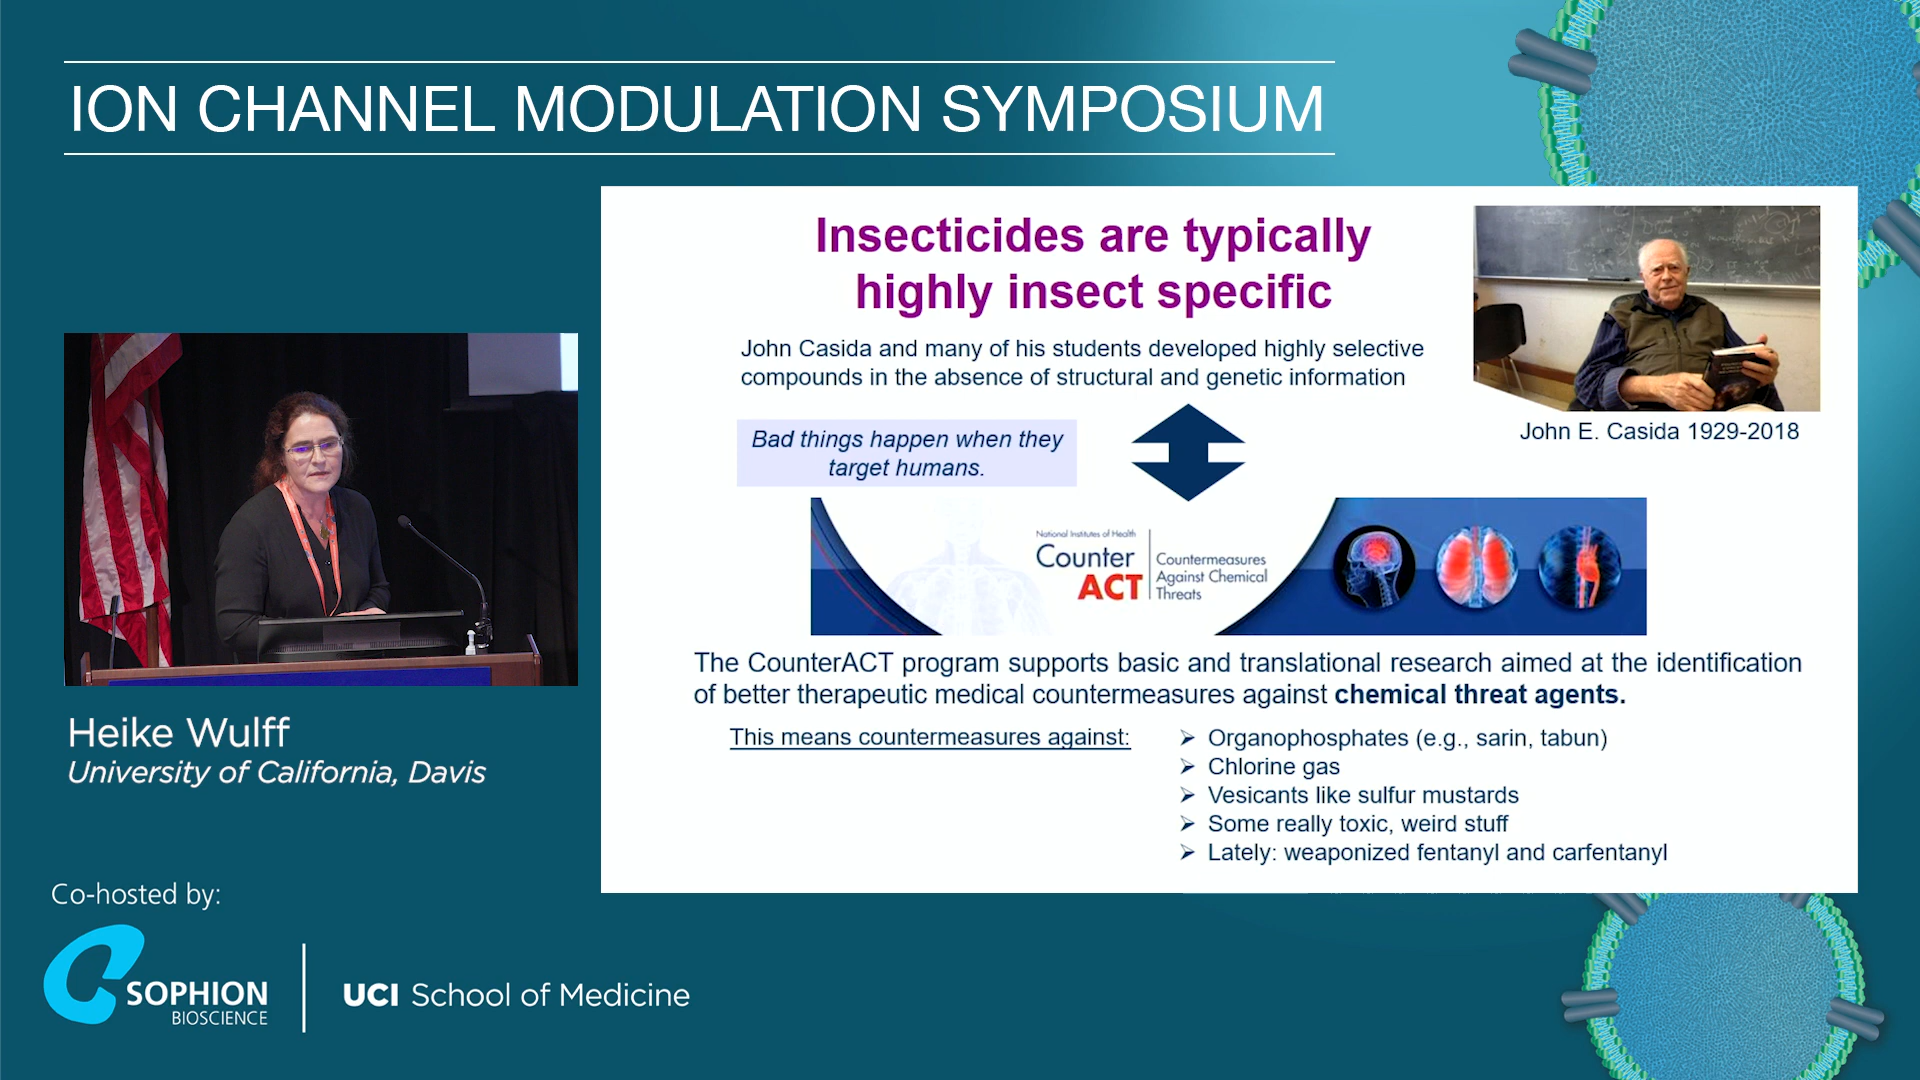 ION CHANNEL MODULATION SYMPOSIUM
Insecticides are typically
highly insect specific
John Casida and many of his students developed highly selective
compounds in the absence of structural and genetic information
John E. Casida 1929-2018
Bad things happen when they
target humans.
National Institutes of Health
Counter
ACT
Countermeasures
Against Chemical
Threats
The CounterACT program supports basic and translational research aimed at the identification
of better therapeutic medical countermeasures against chemical threat agents.
This means countermeasures against:
➢ Organophosphates (e.g., sarin, tabun)
➢ Chlorine gas
➢ Vesicants like sulfur mustards
➢ Some really toxic, weird stuff
➢ Lately: weaponized fentanyl and carfentanyl
Heike Wulff
University of California, Davis
Co-hosted by:
SOPHION
BIOSCIENCE
UCI School of Medicine